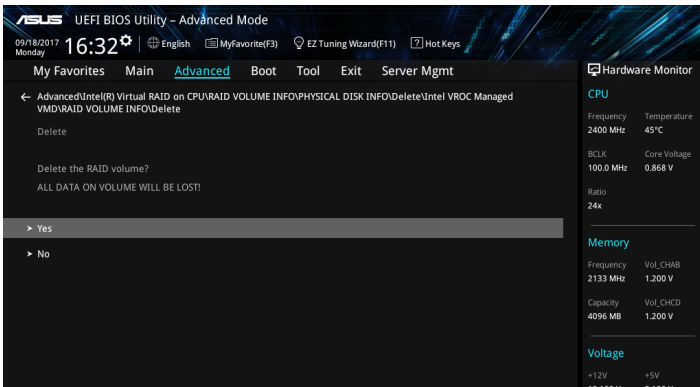 ASUS UEFI BIOS Utility – Advanced Mode
09/18/2017 Monday 16:32 English MyFavorite(F3) EZ Tuning Wizard(F11) ? Hot Keys
My Favorites Main Advanced Boot Tool Exit Server Mgmt
← Advanced\Intel(R) Virtual RAID on CPU\RAID VOLUME INFO\PHYSICAL DISK INFO\Delete\Intel VROC Managed
VMD\RAID VOLUME INFO\Delete
Delete
Delete the RAID volume?
ALL DATA ON VOLUME WILL BE LOST!
➤ Yes
➤ No
Hardware Monitor
CPU
Frequency Temperature
2400 MHz 45°C
BCLK Core Voltage
100.0 MHz 0.868 V
Ratio
24x
Memory
Frequency Vol_CHAB
2133 MHz 1.200 V
Capacity Vol_CHCD
4096 MB 1.200 V
Voltage
+12V +5V